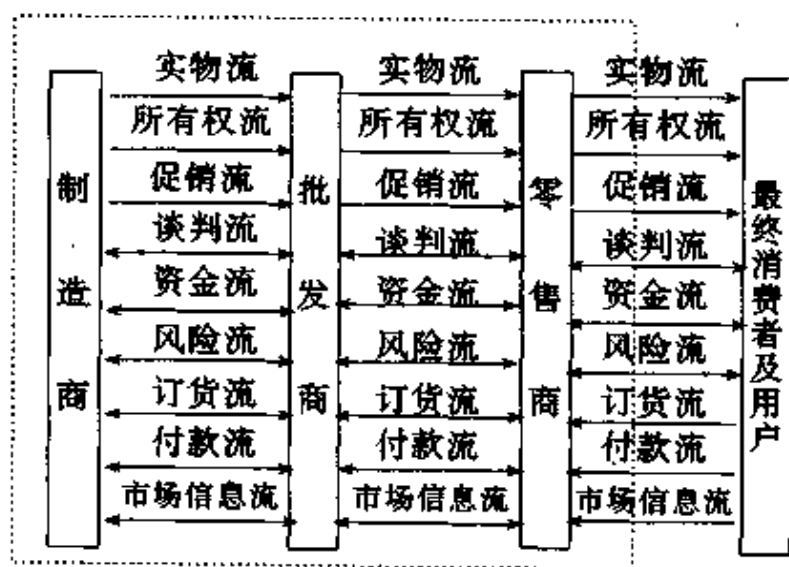 实物流 实物流 实物流
所有权流 所有权流 所有权流
促销流 促销流 促销流
谈判流 谈判流 谈判流
资金流 资金流 资金流
风险流 风险流 风险流
订货流 订货流 订货流
付款流 付款流 付款流
市场信息流 市场信息流 市场信息流
制造商
批发商
零售商
最终消费者及用户